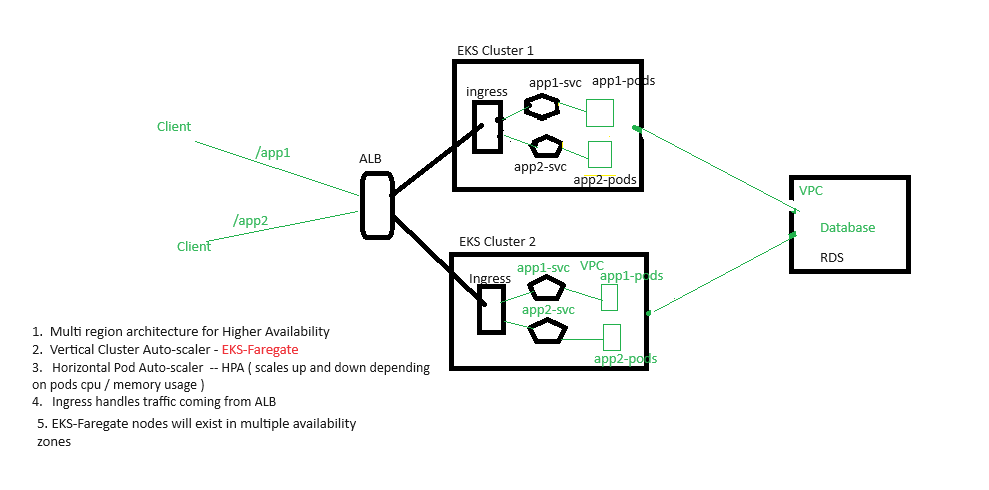 EKS Cluster 1
app1-svc
app1-pods
ingress
Client
/app1
ALB
app2-svc
app2-pods
VPC
/app2
Database
Client
EKS Cluster 2
RDS
app1-svc
VPC
Ingress
app1-pods
app2-svc
app2-pods
1. Multi region architecture for Higher Availability
2. Vertical Cluster Auto-scaler - EKS-Faregate
3. Horizontal Pod Auto-scaler -- HPA ( scales up and down depending
on pods cpu / memory usage )
4. Ingress handles traffic coming from ALB
5. EKS-Faregate nodes will exist in multiple availability
zones